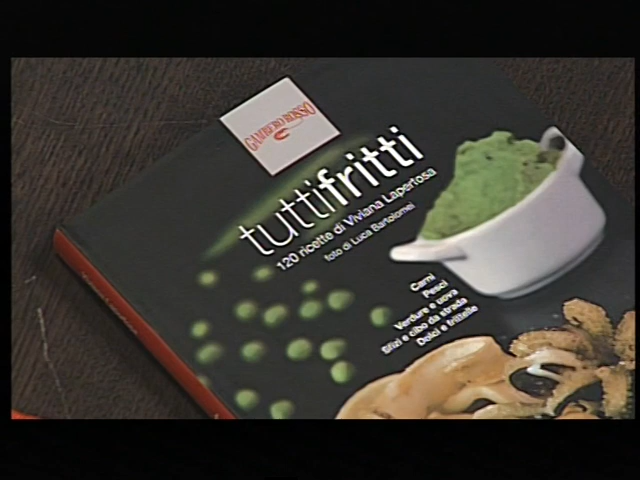 GAMBERO ROSSO
tuttifritti
120 ricette di Viviana Lapertosa
foto di Luca Bartolomei
Carni
Pesci
Verdure e uova
Sfizi e cibo da strada
Dolci e frittelle